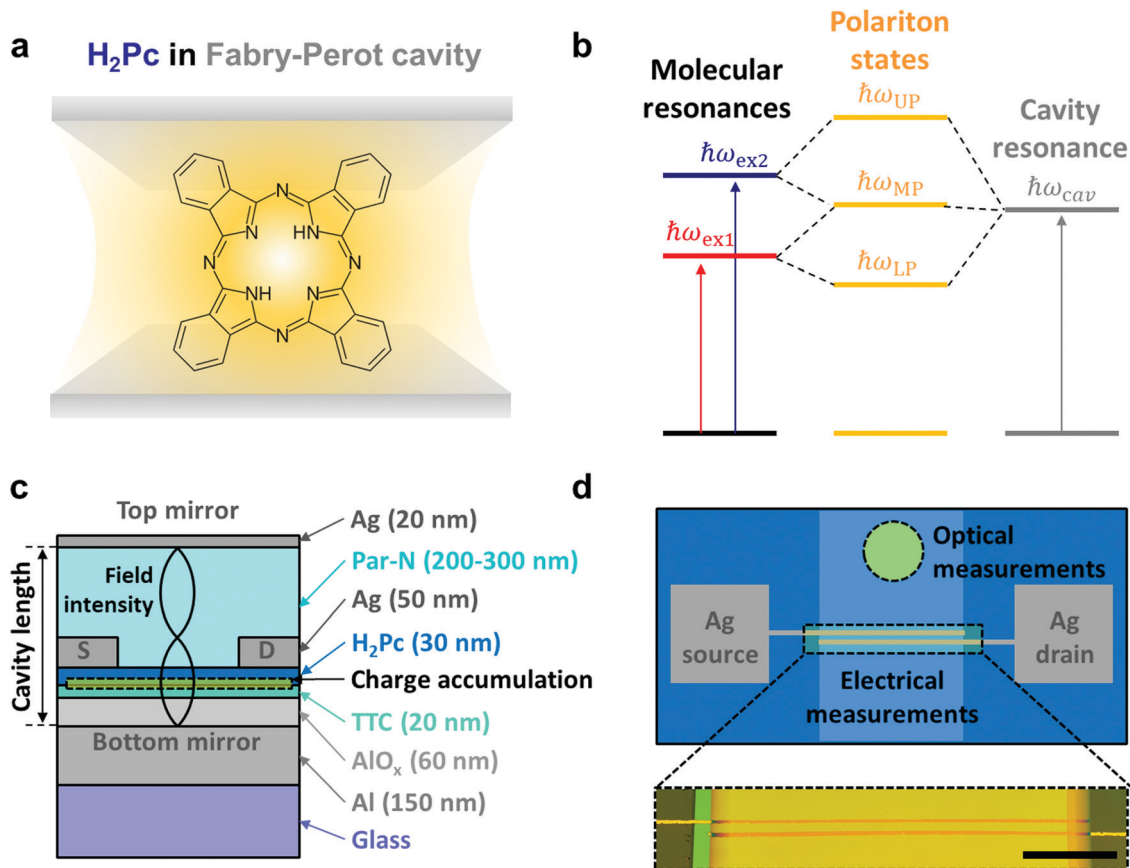 a
H₂Pc in Fabry-Perot cavity
N
N
HN
N
N
NH
N
N
b
Polariton
states
Molecular
resonances
Cavity
resonance
ℏω_UP
ℏω_ex2
ℏω_MP
ℏω_cav
ℏω_ex1
ℏω_LP
c
Top mirror
Cavity length
Field
intensity
S
D
Bottom mirror
Ag (20 nm)
Par-N (200-300 nm)
Ag (50 nm)
H₂Pc (30 nm)
Charge accumulation
TTC (20 nm)
AlOₓ (60 nm)
Al (150 nm)
Glass
d
Optical
measurements
Ag
source
Ag
drain
Electrical
measurements